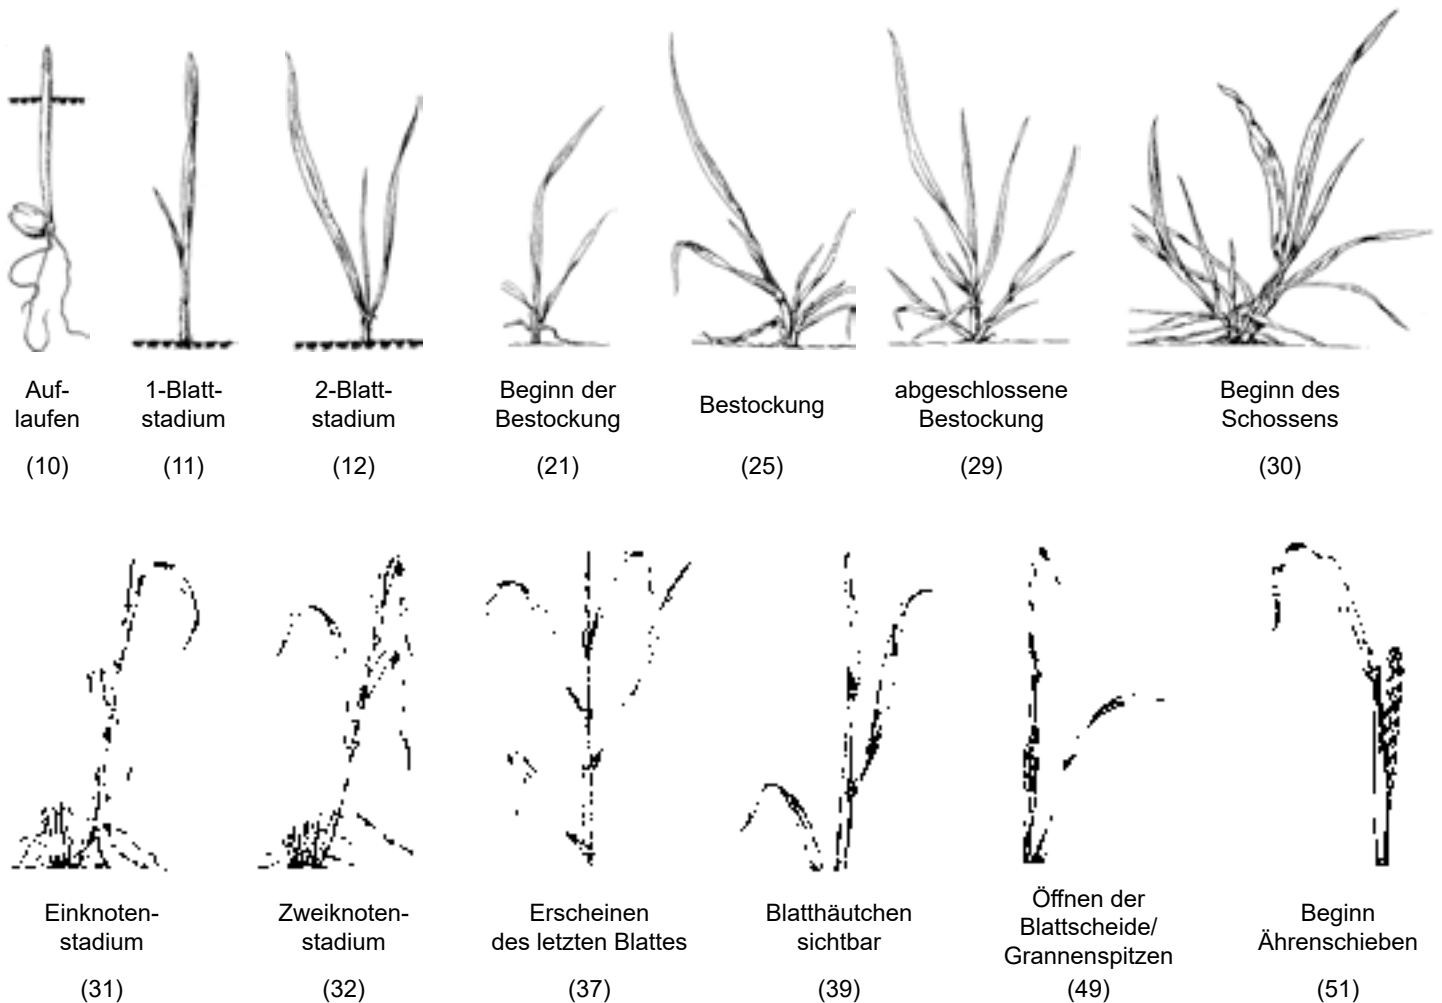 Auf-
laufen
(10)
1-Blatt-
stadium
(11)
2-Blatt-
stadium
(12)
Beginn der
Bestockung
(21)
Bestockung
(25)
abgeschlossene
Bestockung
(29)
Beginn des
Schossens
(30)
Einknoten-
stadium
(31)
Zweiknoten-
stadium
(32)
Erscheinen
des letzten Blattes
(37)
Blatthäutchen
sichtbar
(39)
Öffnen der
Blattscheide/
Grannenspitzen
(49)
Beginn
Ährenschieben
(51)